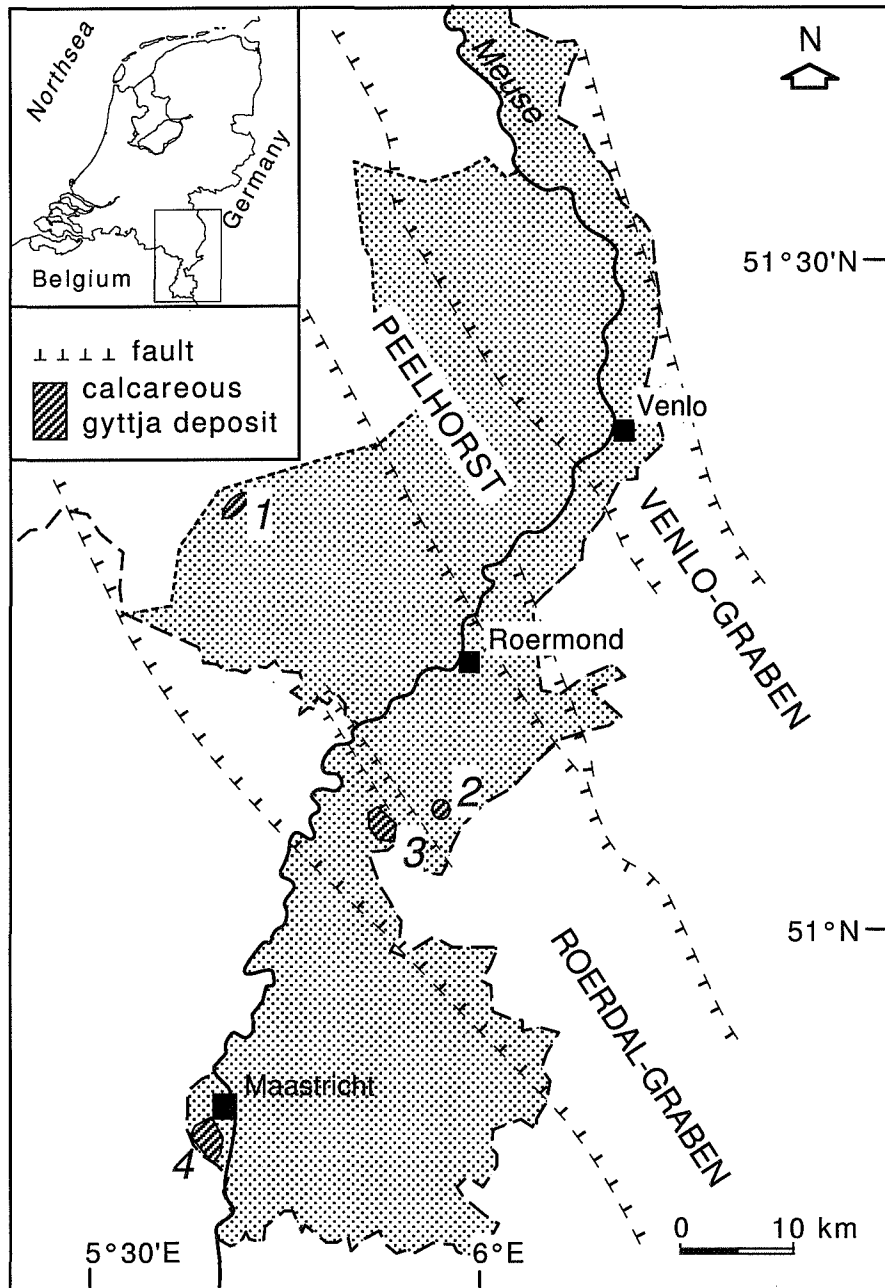 Northsea
Germany
Belgium
fault
calcareous
gyttja deposit
Meuse
N
51°30'N
PEELHORST
Venlo
1
VENLO-GRABEN
Roermond
2
3
51°N
ROERDAL-GRABEN
Maastricht
4
0 10 km
5°30'E
6°E